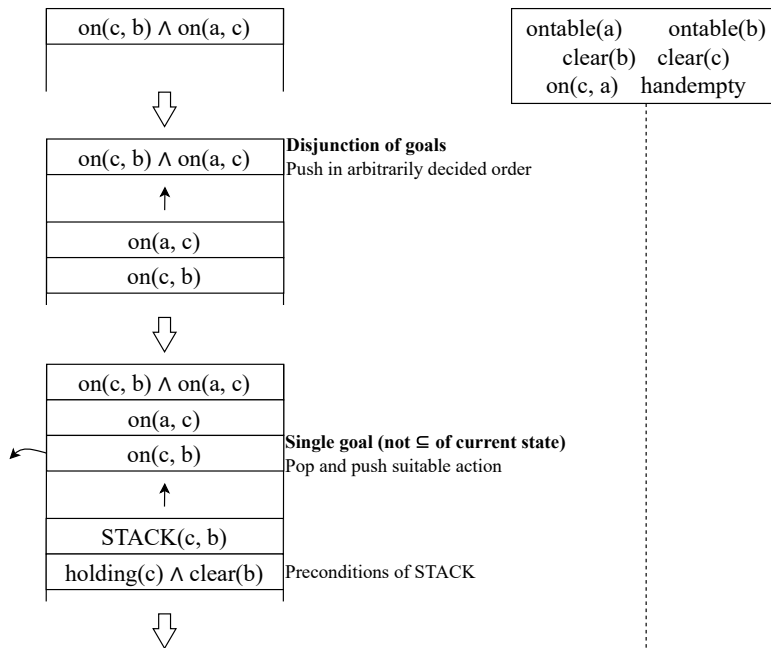 on(c, b) ∧ on(a, c)
ontable(a) ontable(b)
clear(b) clear(c)
on(c, a) handempty
on(c, b) ∧ on(a, c)
Disjunction of goals
Push in arbitrarily decided order
on(a, c)
on(c, b)
on(c, b) ∧ on(a, c)
on(a, c)
on(c, b)
Single goal (not ⊆ of current state)
Pop and push suitable action
STACK(c, b)
holding(c) ∧ clear(b)
Preconditions of STACK